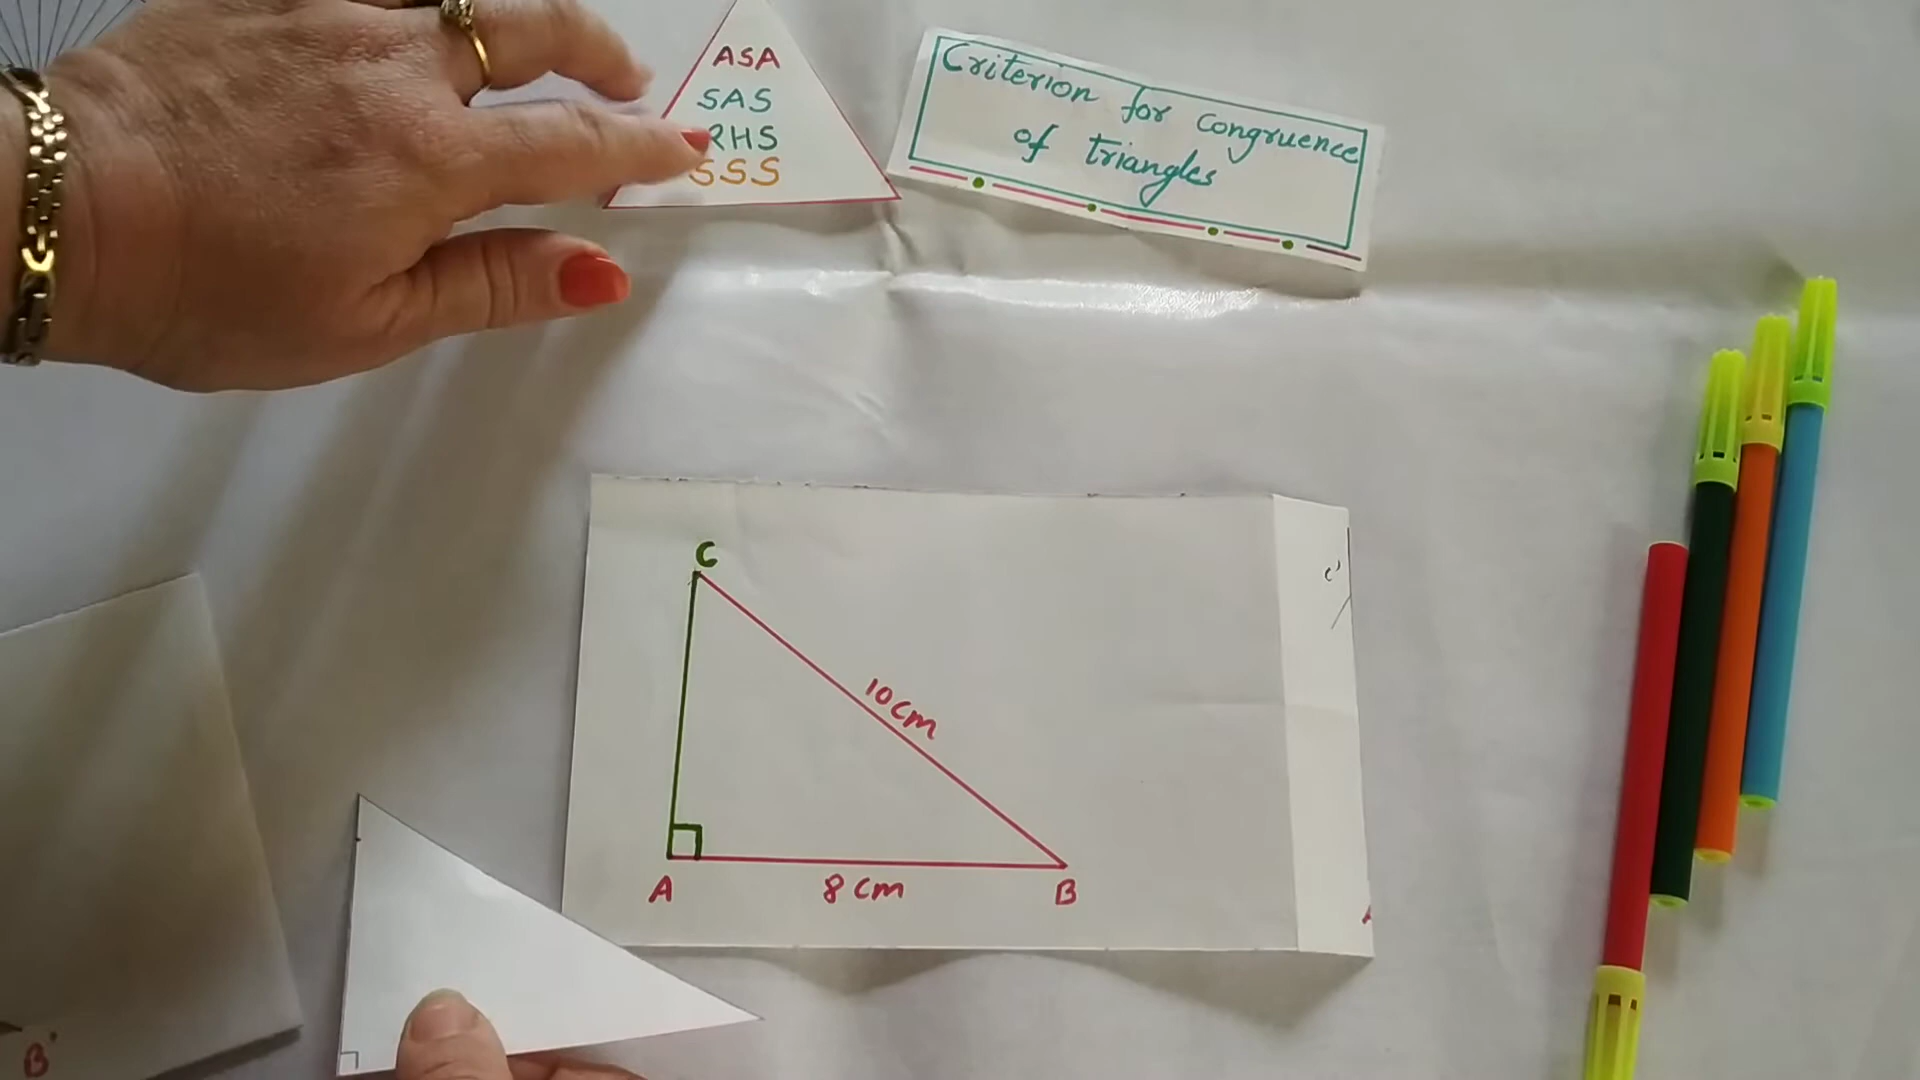 ASA
SAS
RHS
SSS
Criterion for congruence
of triangles
C
10cm
A
8 cm
B
c'
B'